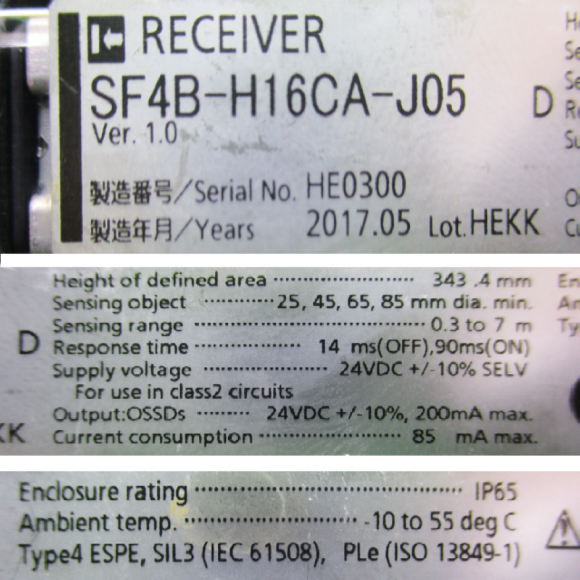 RECEIVER
SF4B-H16CA-J05
D
Ver. 1.0
製造番号/Serial No. HE0300
製造年月/Years 2017.05 Lot.HEKK
Height of defined area 343 .4 mm
Sensing object 25, 45, 65, 85 mm dia. min.
Sensing range 0.3 to 7 m
D
Response time 14 ms(OFF),90ms(ON)
Supply voltage 24VDC +/-10% SELV
For use in class2 circuits
Output:OSSDs 24VDC +/-10%, 200mA max.
Current consumption 85 mA max.
Enclosure rating IP65
Ambient temp. -10 to 55 deg C
Type4 ESPE, SIL3 (IEC 61508), PLe (ISO 13849-1)